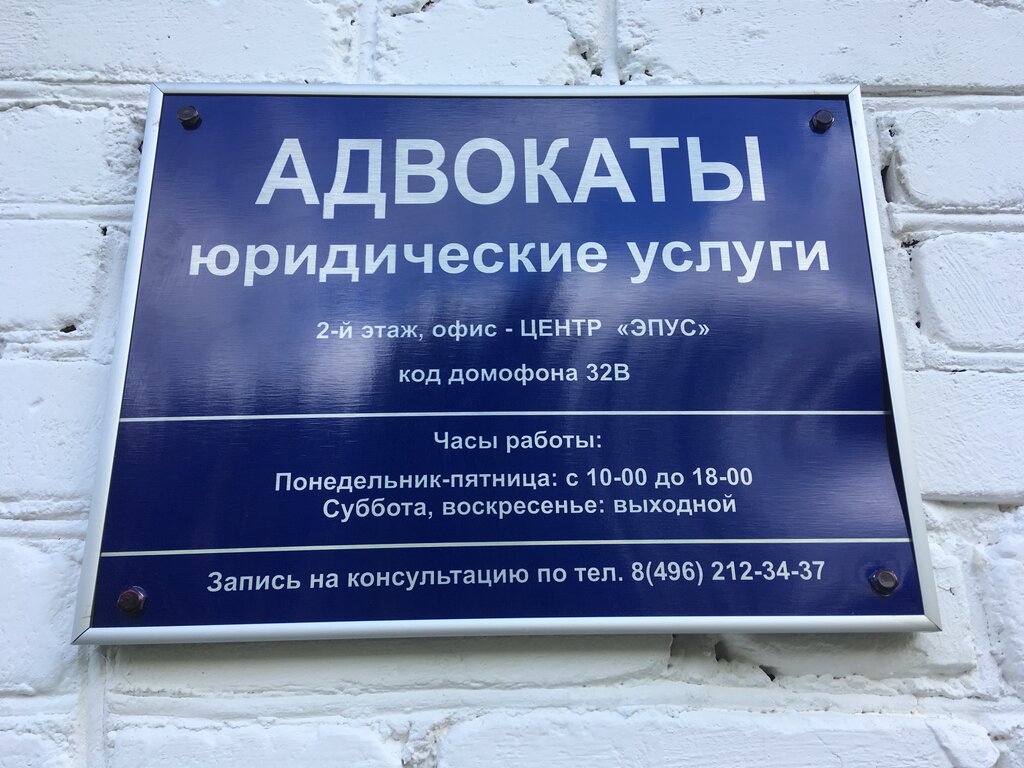 АДВОКАТЫ
юридические услуги
2-й этаж, офис - ЦЕНТР «ЭПУС»
код домофона 32В
Часы работы:
Понедельник-пятница: с 10-00 до 18-00
Суббота, воскресенье: выходной
Запись на консультацию по тел. 8(496) 212-34-37